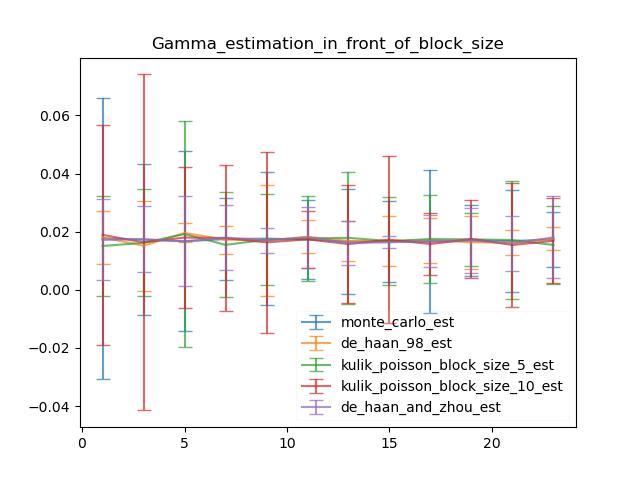 Gamma_estimation_in_front_of_block_size
0.06
0.04
0.02
0.00
−0.02
−0.04
monte_carlo_est
de_haan_98_est
kulik_poisson_block_size_5_est
kulik_poisson_block_size_10_est
de_haan_and_zhou_est
0 5 10 15 20